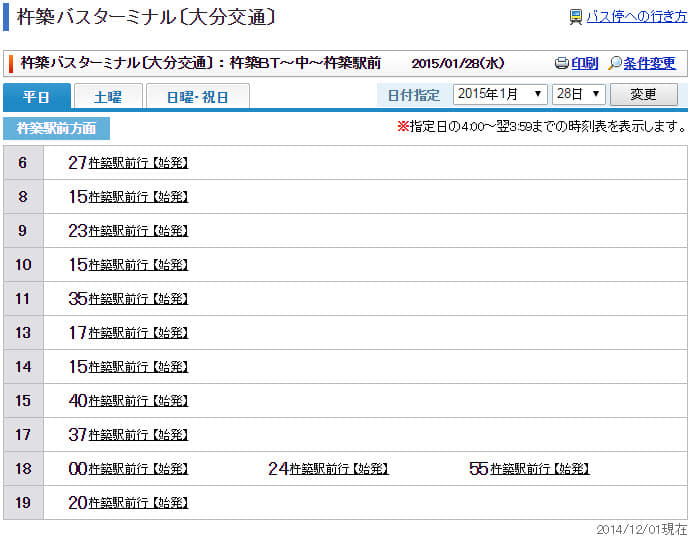 杵築バスターミナル〔大分交通〕 バス停への行き方
杵築バスターミナル〔大分交通〕：杵築BT～中～杵築駅前 2015/01/28(水) 印刷 条件変更
平日 土曜 日曜・祝日 日付指定 2015年1月 28日 変更
杵築駅前方面 ※指定日の4:00～翌3:59までの時刻表を表示します。
6 27杵築駅前行【始発】
8 15杵築駅前行【始発】
9 23杵築駅前行【始発】
10 15杵築駅前行【始発】
11 35杵築駅前行【始発】
13 17杵築駅前行【始発】
14 15杵築駅前行【始発】
15 40杵築駅前行【始発】
17 37杵築駅前行【始発】
18 00杵築駅前行【始発】 24杵築駅前行【始発】 55杵築駅前行【始発】
19 20杵築駅前行【始発】
2014/12/01現在